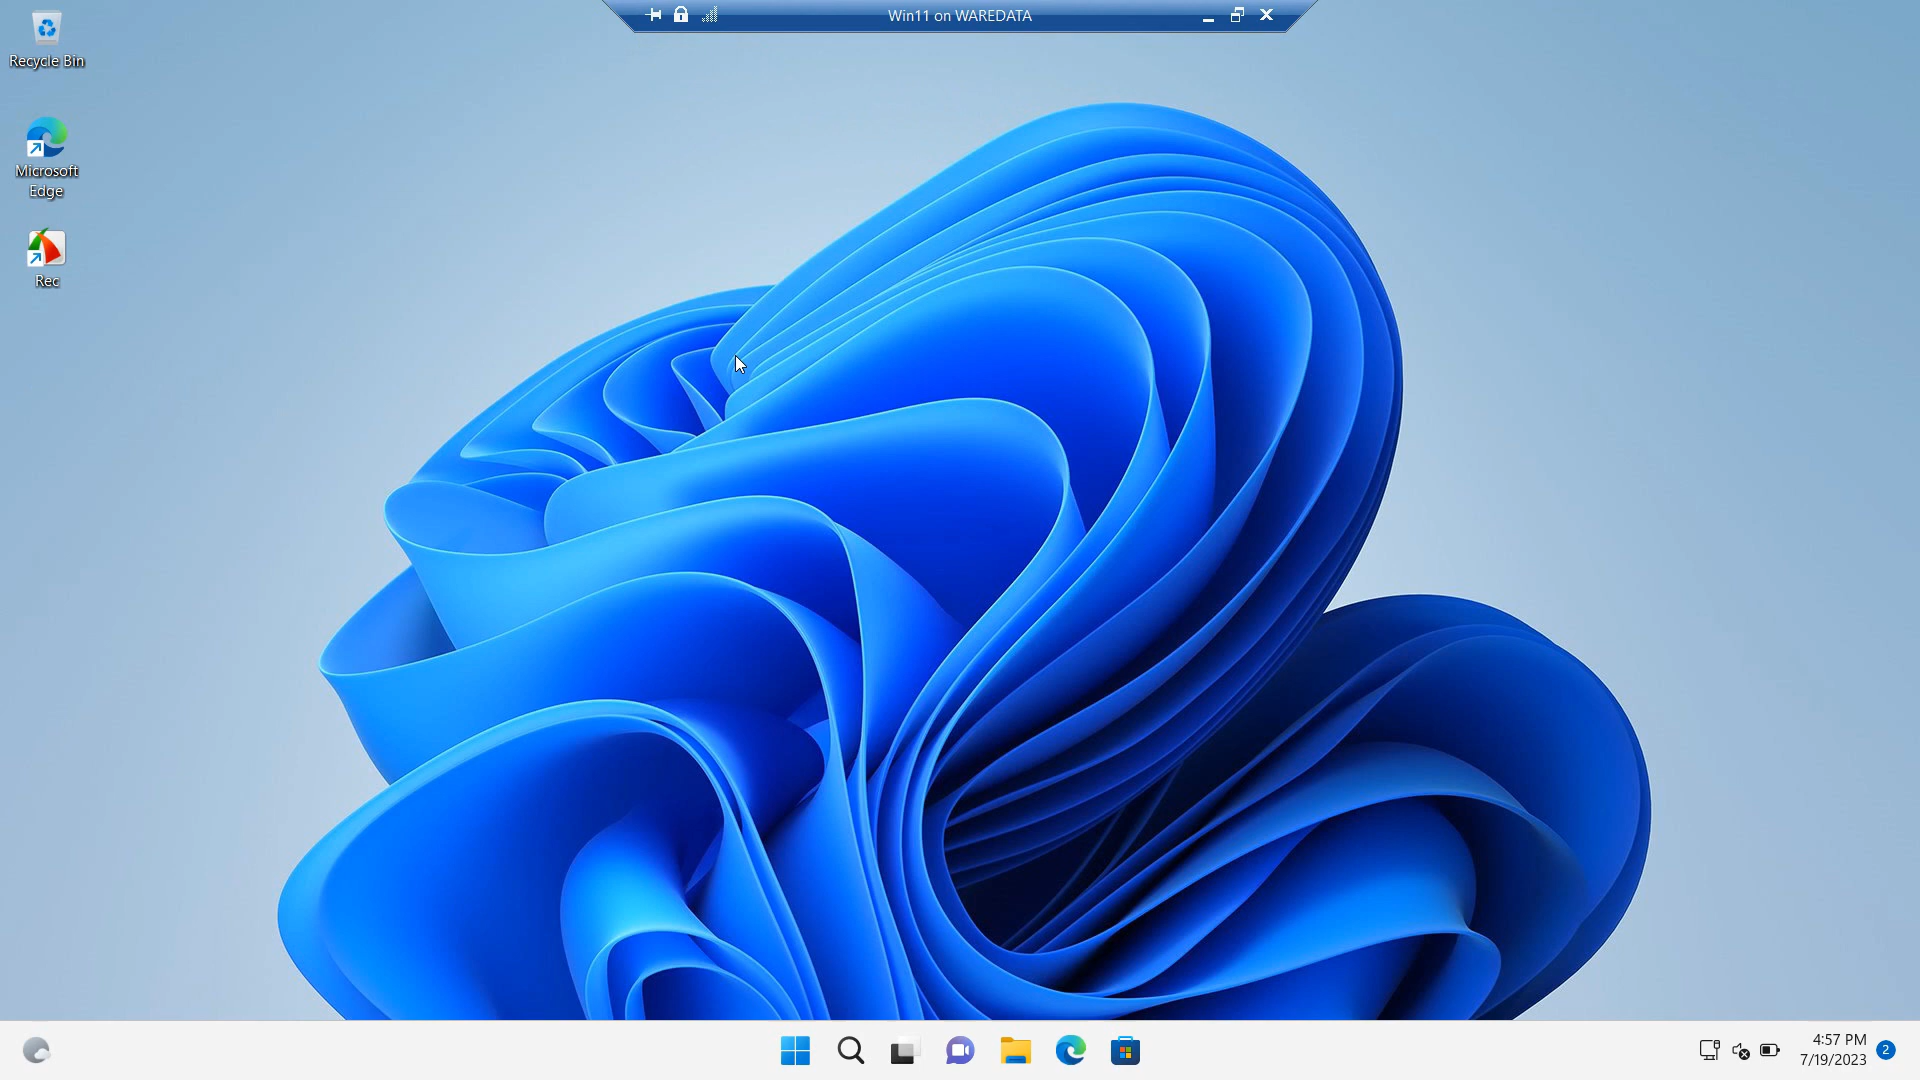 Win11 on WAREDATA
Recycle Bin
Microsoft
Edge
Rec
4:57 PM
7/19/2023
2